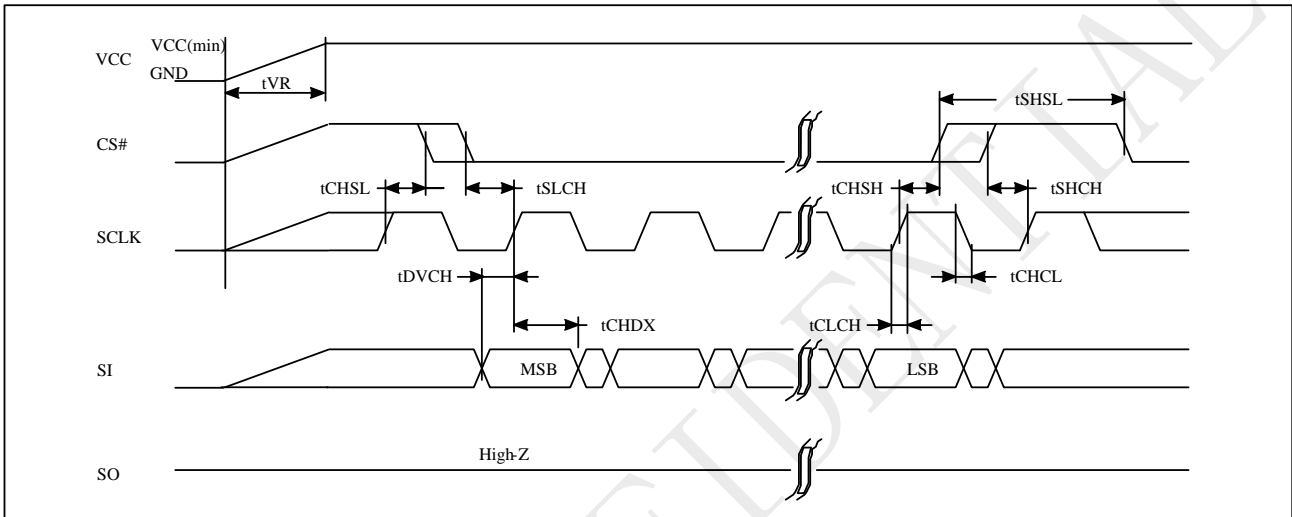 VCC
VCC(min)
GND
tVR
tSHSL
CS#
tCHSL
tSLCH
tCHSH
tSHCH
SCLK
tDVCH
tCHCL
tCHDX
tCLCH
SI
MSB
LSB
SO
High-Z